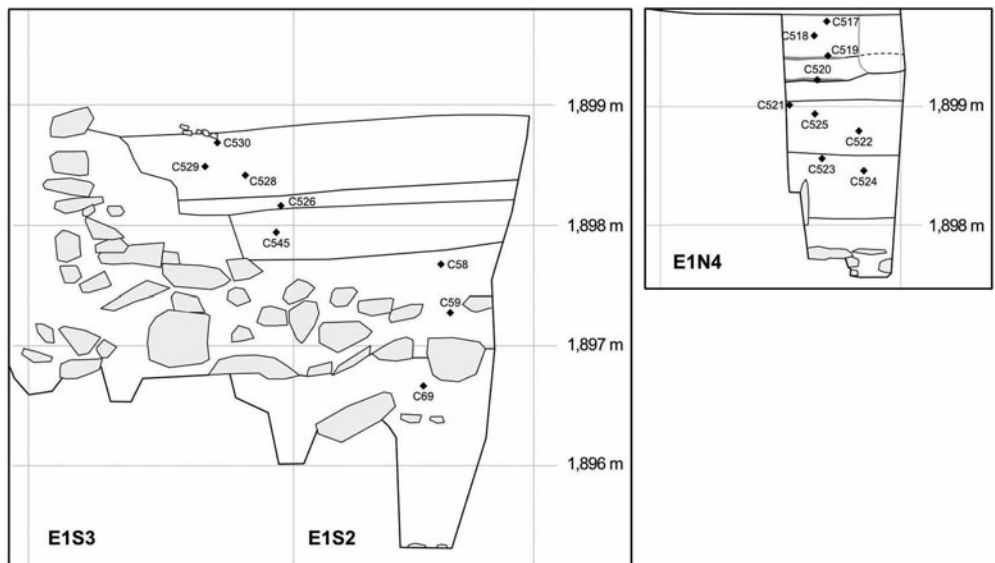 1,899 m
C530
C529
C528
C526
1,898 m
C545
C58
C59
1,897 m
C69
1,896 m
E1S3
E1S2
C517
C518
C519
C520
C521
1,899 m
C525
C522
C523
C524
1,898 m
E1N4